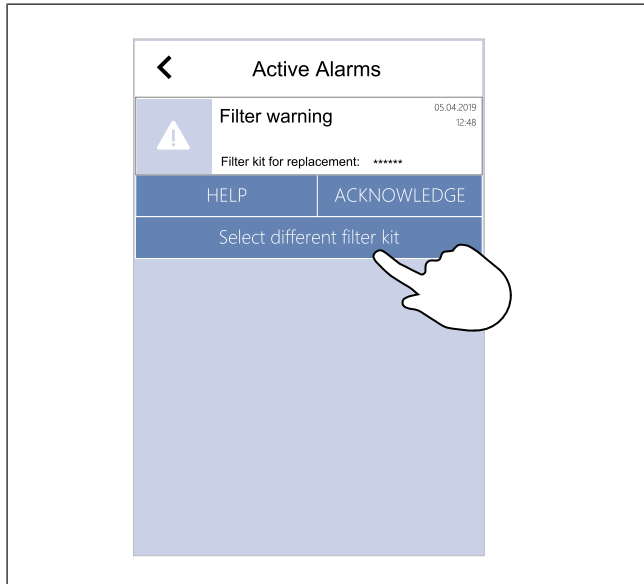 Active Alarms
Filter warning
05.04.2019
12:48
Filter kit for replacement: ******
HELP ACKNOWLEDGE
Select different filter kit